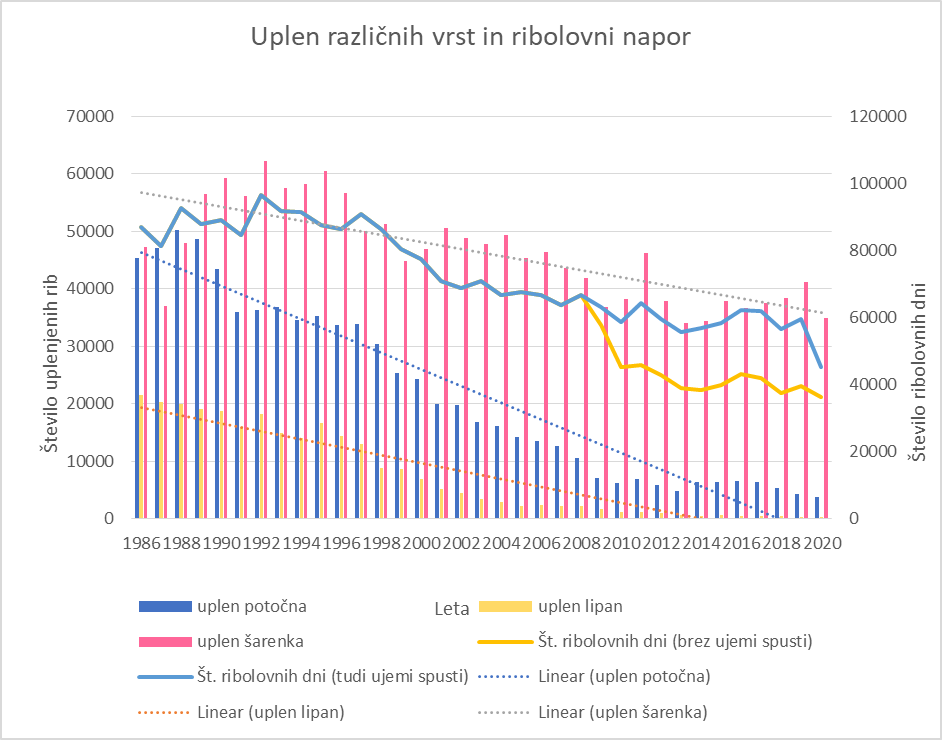 Uplen različnih vrst in ribolovni napor
70000 120000
60000 100000
50000 80000
40000 60000
30000 40000
20000 20000
10000 0
0
Število uplenjenih rib
Število ribolovnih dni
1986 1988 1990 1992 1994 1996 1998 2000 2002 2004 2006 2008 2010 2012 2014 2016 2018 2020
Leta
uplen potočna uplen lipan
uplen šarenka Št. ribolovnih dni (brez ujemi spusti)
Št. ribolovnih dni (tudi ujemi spusti) Linear (uplen potočna)
Linear (uplen lipan) Linear (uplen šarenka)